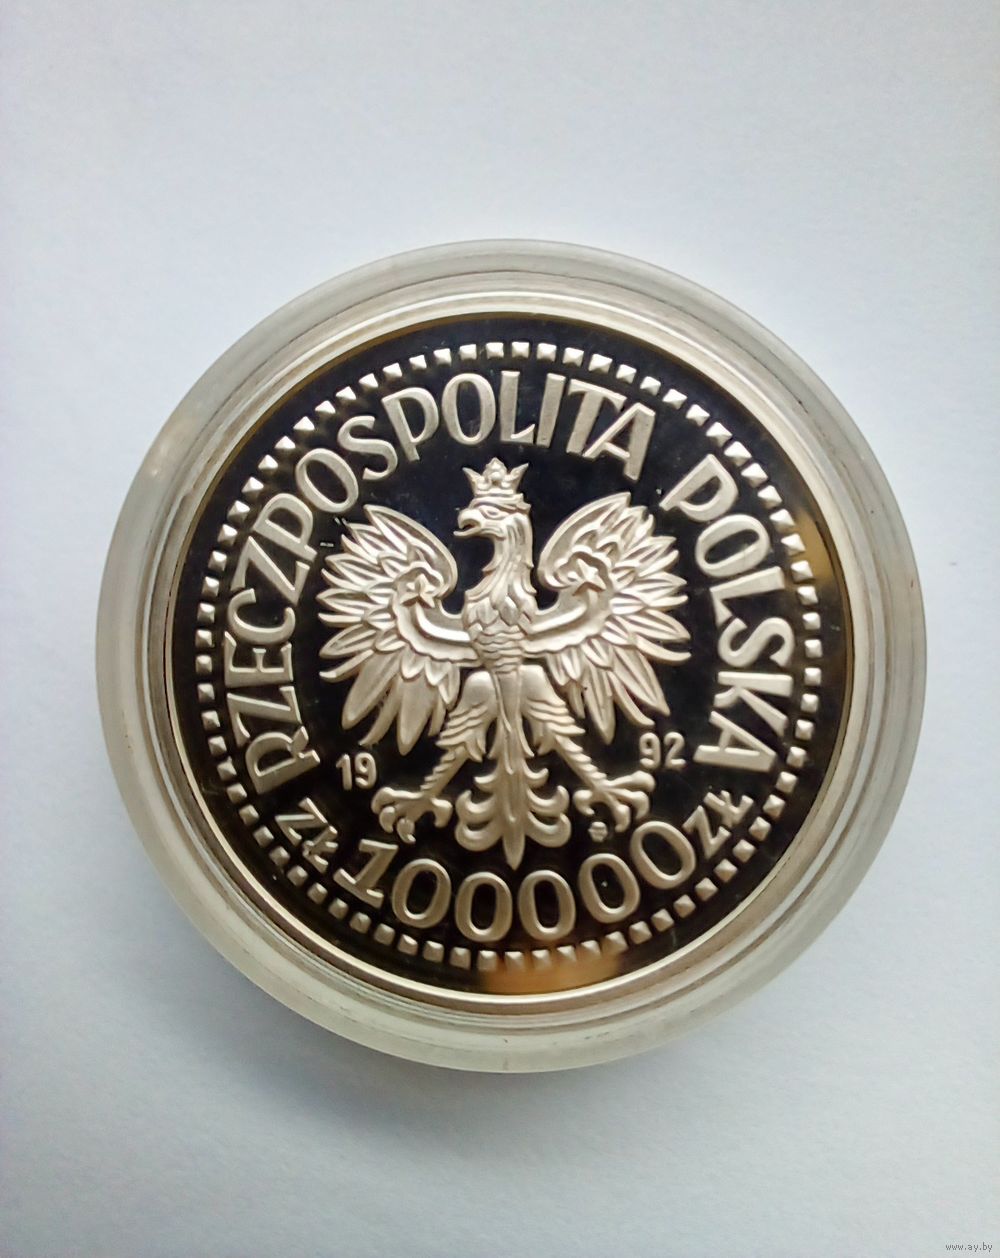 RZECZPOSPOLITA POLSKA
19 92
ZŁ 100000 ZŁ
www.ay.by